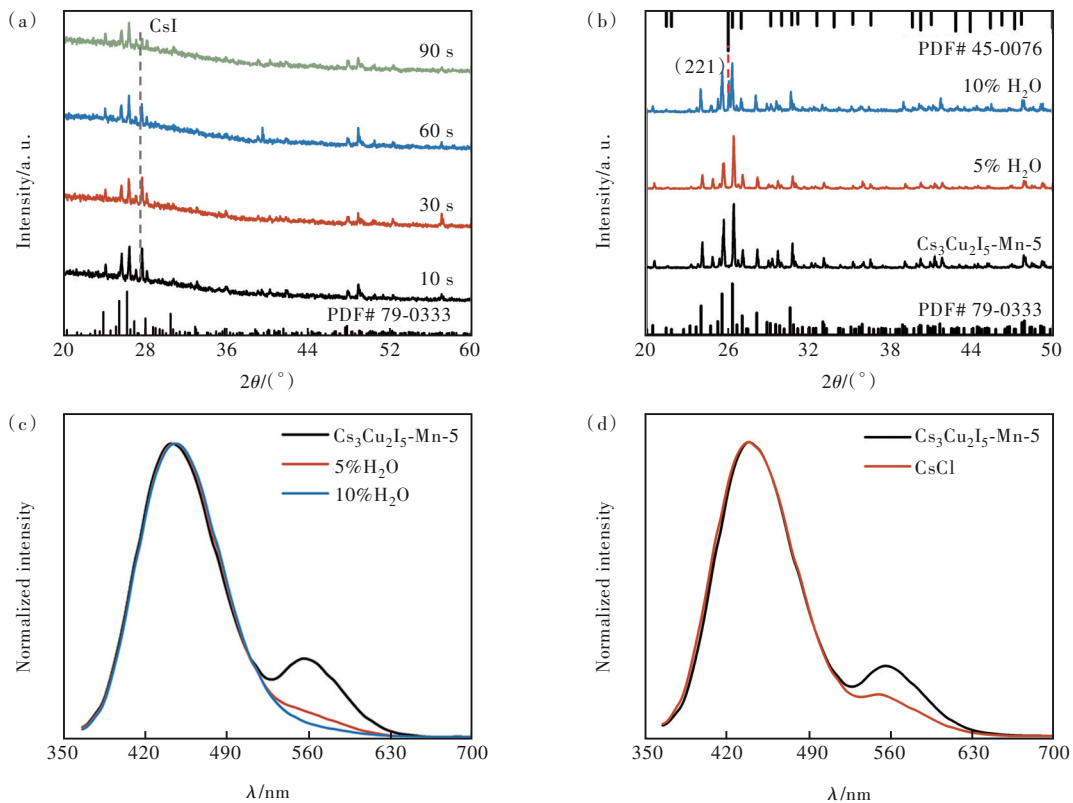 (a)
CsI
90 s
60 s
30 s
10 s
PDF# 79-0333
Intensity/a. u.
20 28 36 44 52 60
2θ/(°)
(b)
PDF# 45-0076
(221)
10% H₂O
5% H₂O
Cs₃Cu₂I₅-Mn-5
PDF# 79-0333
Intensity/a. u.
20 26 32 38 44 50
2θ/(°)
(c)
Cs₃Cu₂I₅-Mn-5
5%H₂O
10%H₂O
Normalized intensity
350 420 490 560 630 700
λ/nm
(d)
Cs₃Cu₂I₅-Mn-5
CsCl
Normalized intensity
350 420 490 560 630 700
λ/nm